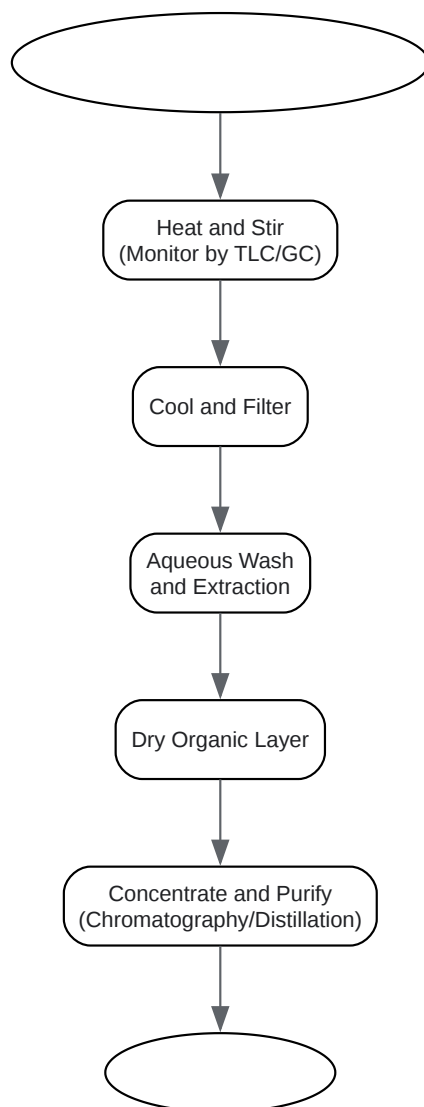 Heat and Stir
(Monitor by TLC/GC)
Cool and Filter
Aqueous Wash
and Extraction
Dry Organic Layer
Concentrate and Purify
(Chromatography/Distillation)